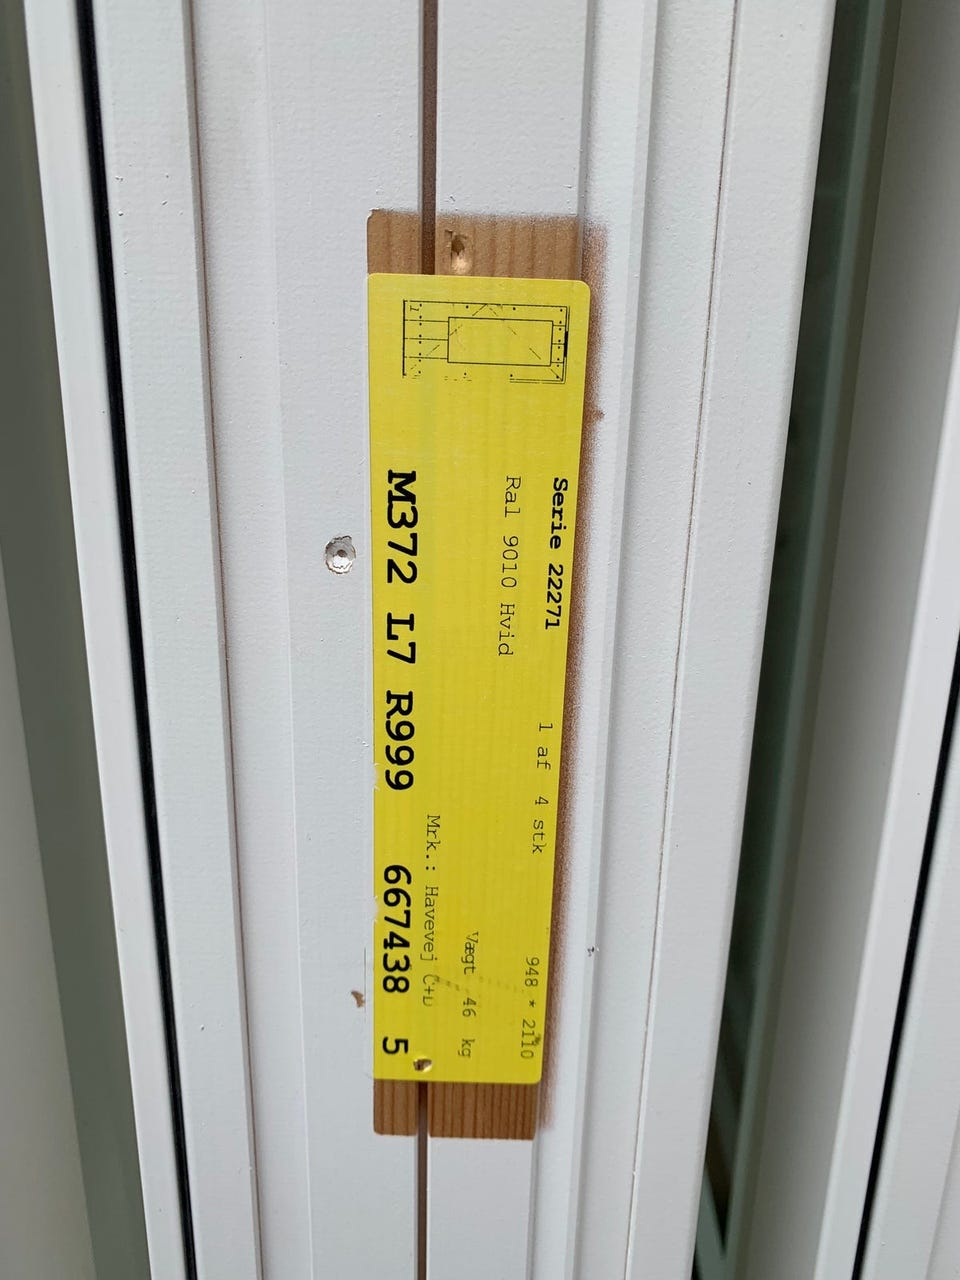 Serie 22271
1 af 4 stk
948 * 2110
Ral 9010 Hvid
Vægt 46 kg
Mrk.: Havevej C+D
M372 L7 R999 667438 5